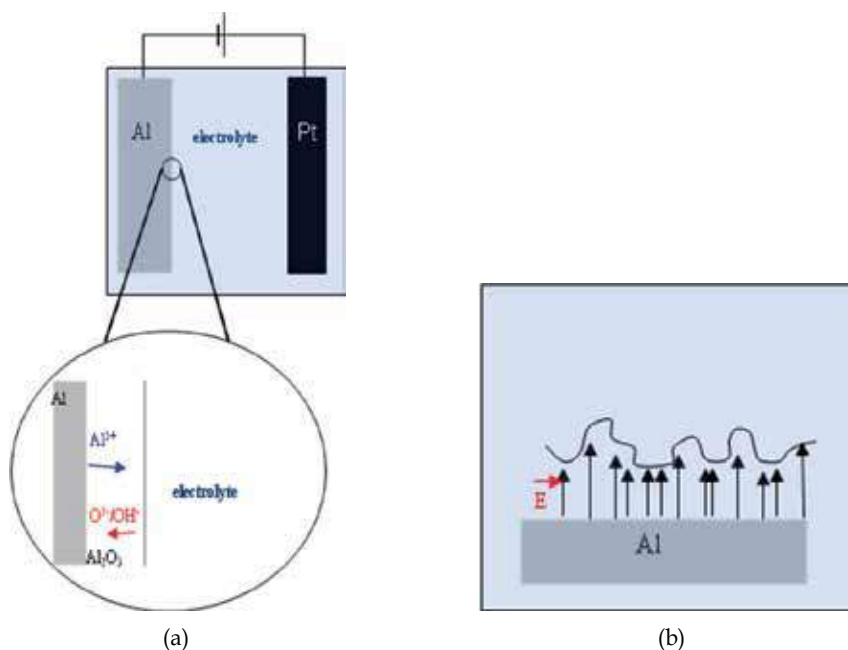 Al
electrolyte
Pt
Al
Al³⁺
electrolyte
O²⁻/OH⁻
Al₂O₃
(a)
E
Al
(b)